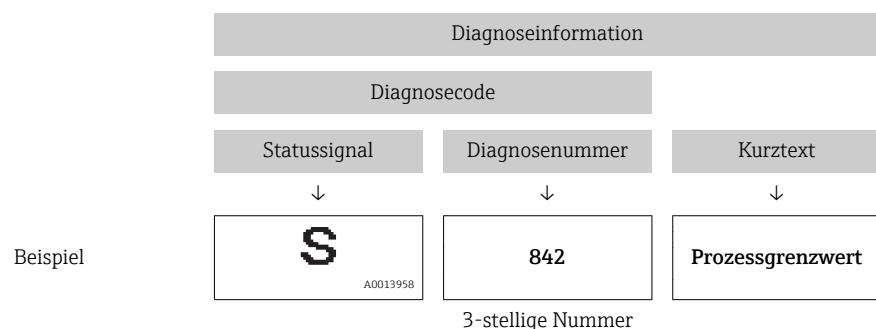 Diagnoseinformation
Diagnosecode
Statussignal Diagnosenummer Kurztext
↓ ↓ ↓
Beispiel S 842 Prozessgrenzwert
A0013958
3-stellige Nummer